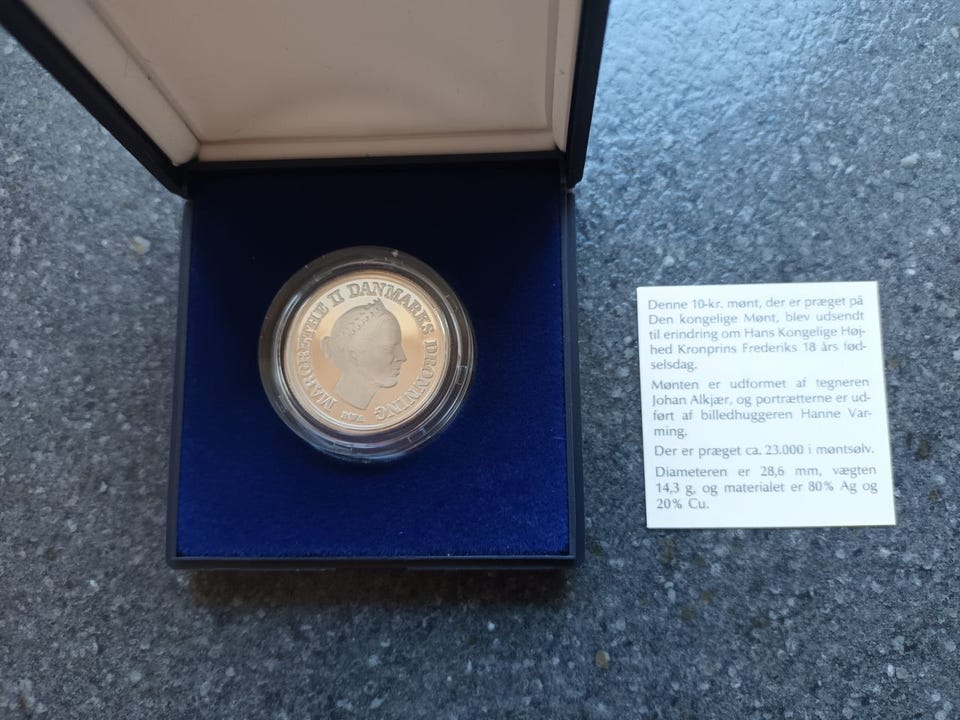 MARGRETHE II DANMARKS DRONNING
Denne 10-kr. mønt, der er præget på
Den kongelige Mønt, blev udsendt
til erindring om Hans Kongelige Høj-
hed Kronprins Frederiks 18 års fød-
selsdag.
Mønten er udformet af tegneren
Johan Alkjær, og portrætterne er ud-
ført af billedhuggeren Hanne Var-
ming.
Der er præget ca. 23.000 i møntsølv.
Diameteren er 28,6 mm, vægten
14,3 g, og materialet er 80% Ag og
20% Cu.